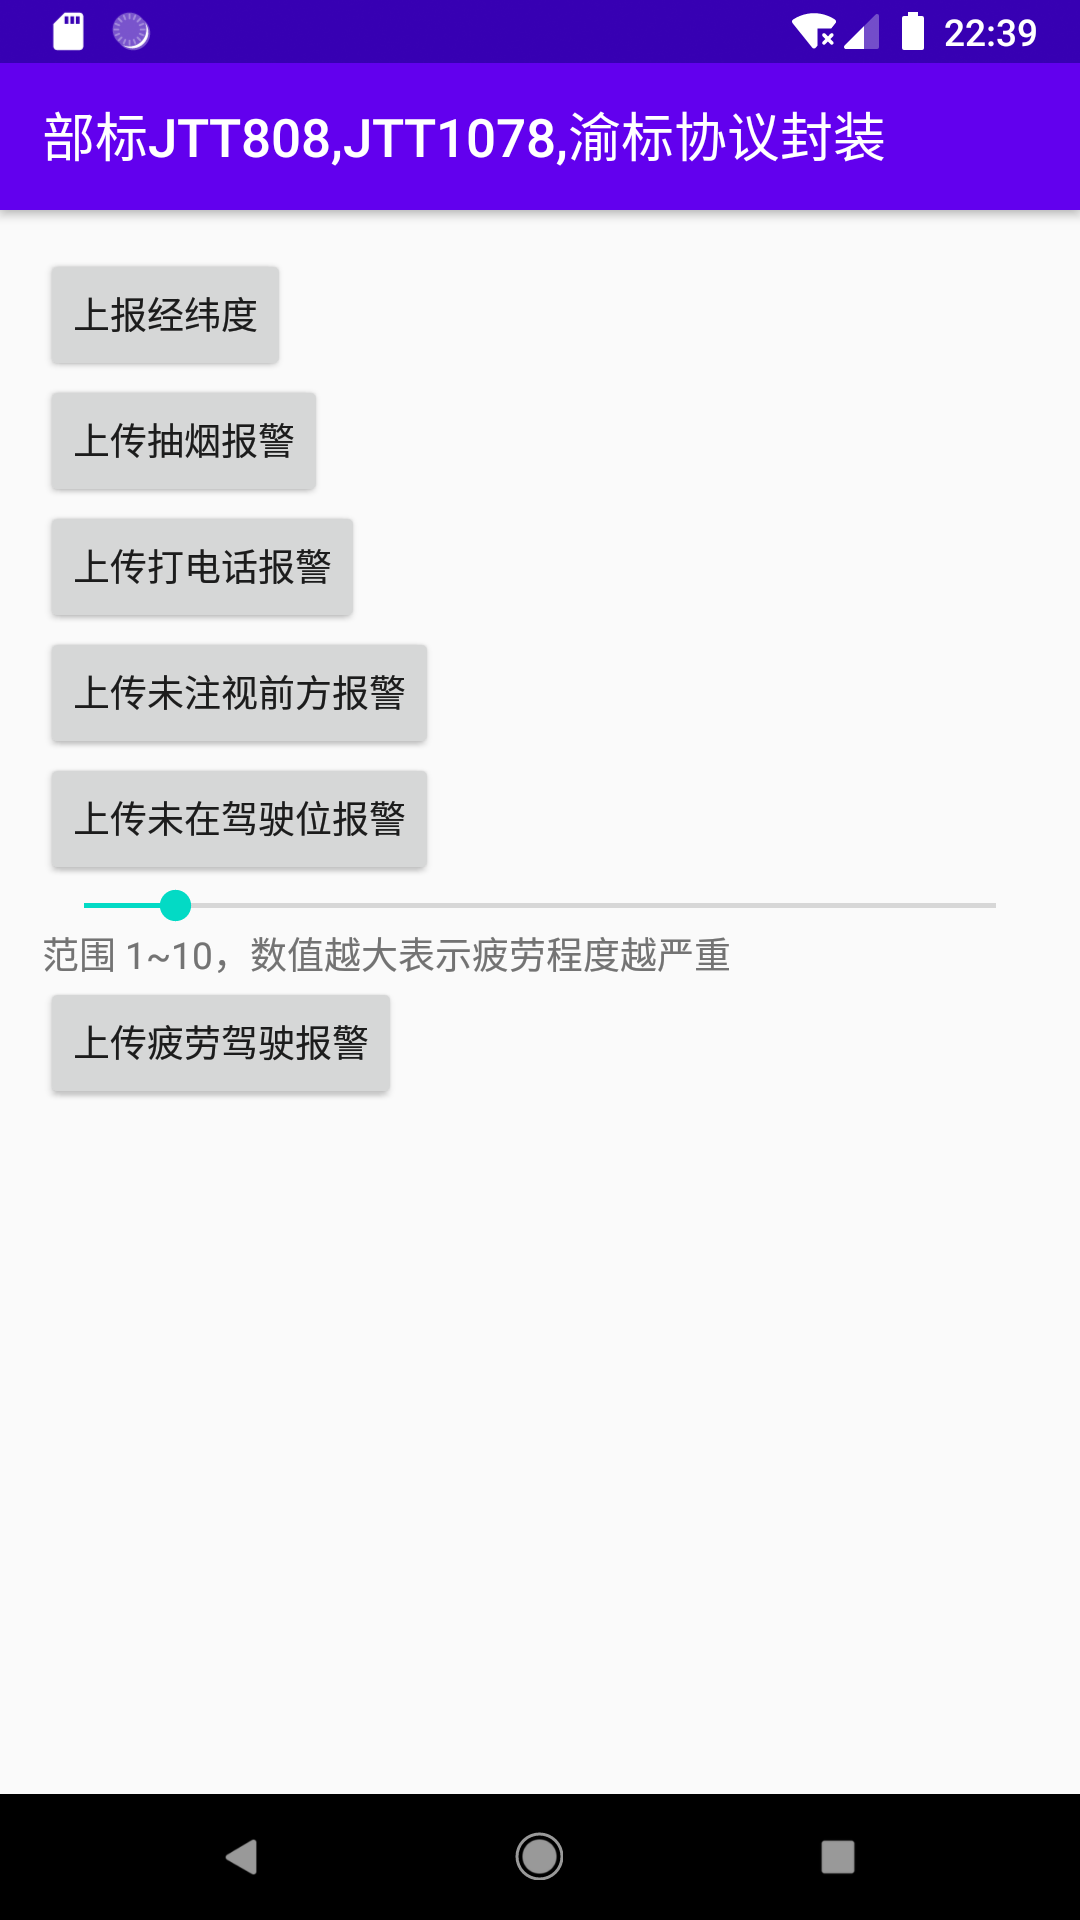 22:39
部标JTT808,JTT1078,渝标协议封装
上报经纬度
上传抽烟报警
上传打电话报警
上传未注视前方报警
上传未在驾驶位报警
范围 1~10，数值越大表示疲劳程度越严重
上传疲劳驾驶报警